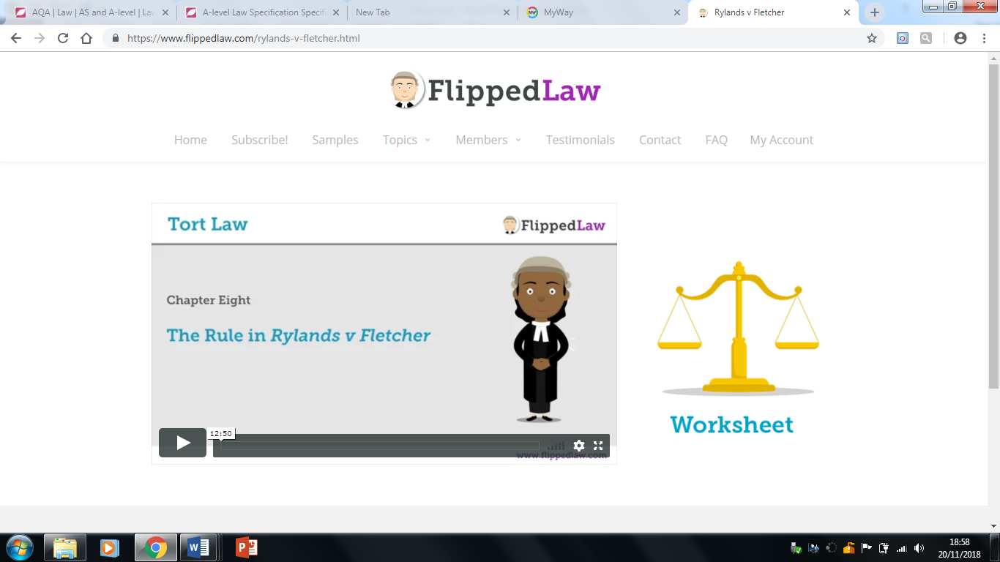 AQA | Law | AS and A-level | Law
A-level Law Specification Specifi
New Tab
MyWay
Rylands v Fletcher
https://www.flippedlaw.com/rylands-v-fletcher.html
FlippedLaw
Home Subscribe! Samples Topics Members Testimonials Contact FAQ My Account
Tort Law
FlippedLaw
Chapter Eight
The Rule in Rylands v Fletcher
12:50
www.flippedlaw.com
Worksheet
18:58
20/11/2018